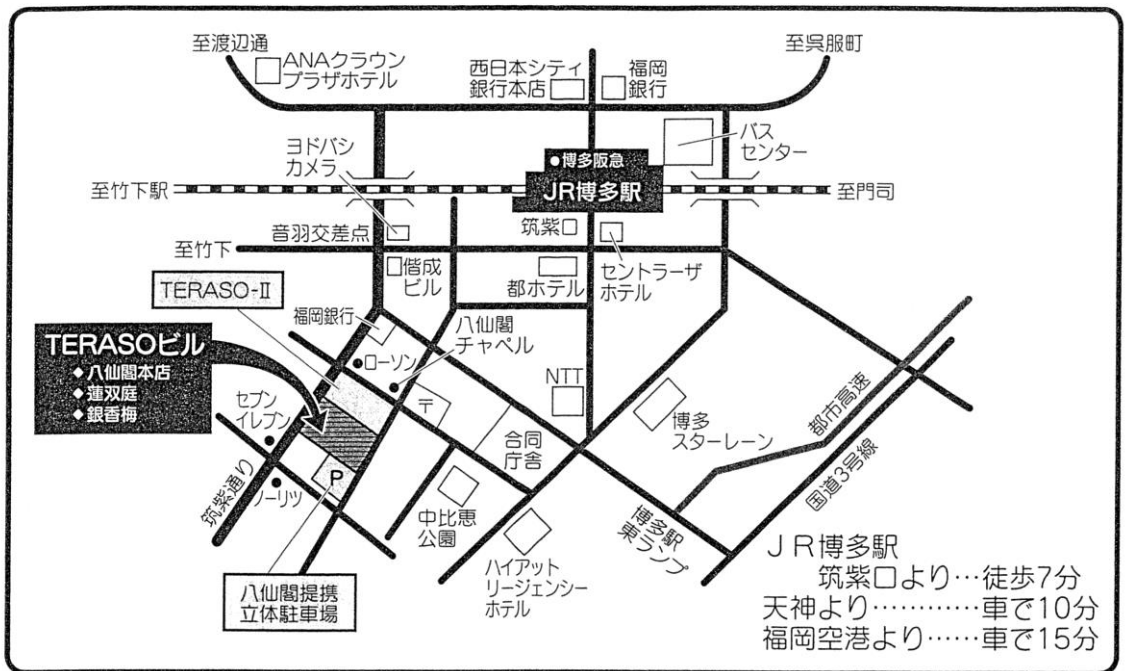 至渡辺通
至呉服町
ANAクラウン
プラザホテル
西日本シティ
銀行本店
福岡
銀行
バス
センター
ヨドバシ
カメラ
●博多阪急
JR博多駅
至竹下駅
至門司
筑紫口
音羽交差点
至竹下
セントラーザ
ホテル
偕成
ビル
都ホテル
TERASO-II
福岡銀行
八仙閣
チャペル
TERASOビル
◆八仙閣本店
◆蓮双庭
◆銀香梅
ローソン
〒
NTT
博多
スターレーン
都市高速
国道3号線
セブン
イレブン
合同
庁舎
P
ノーリツ
筑紫通り
中比恵
公園
博多駅
東ランプ
ハイアット
リージェンシー
ホテル
八仙閣提携
立体駐車場
JR博多駅
筑紫口より…徒歩7分
天神より…………車で10分
福岡空港より……車で15分